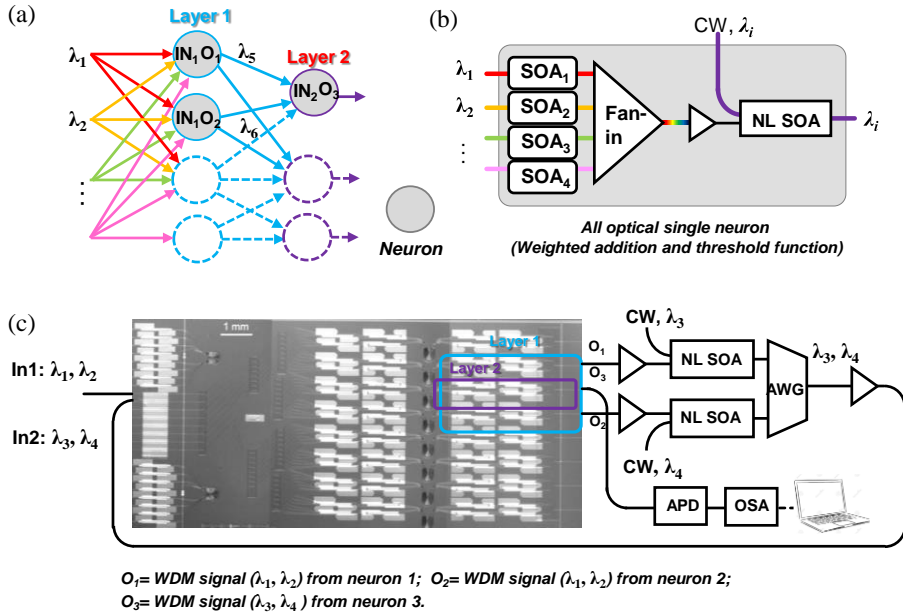 (a)
Layer 1
λ₁
IN₁O₁
λ₅
Layer 2
IN₂O₃
λ₂
IN₁O₂
λ₆
⋮
Neuron
(b)
CW, λᵢ
λ₁
SOA₁
λ₂
SOA₂
Fan-
in
NL SOA
λᵢ
⋮
SOA₃
SOA₄
All optical single neuron
(Weighted addition and threshold function)
(c)
1 mm
In1: λ₁, λ₂
In2: λ₃, λ₄
Layer 1
Layer 2
O₁
O₃
O₂
CW, λ₃
NL SOA
AWG
λ₃, λ₄
NL SOA
CW, λ₄
APD
OSA
O₁= WDM signal (λ₁, λ₂) from neuron 1; O₂= WDM signal (λ₁, λ₂) from neuron 2;
O₃= WDM signal (λ₃, λ₄ ) from neuron 3.